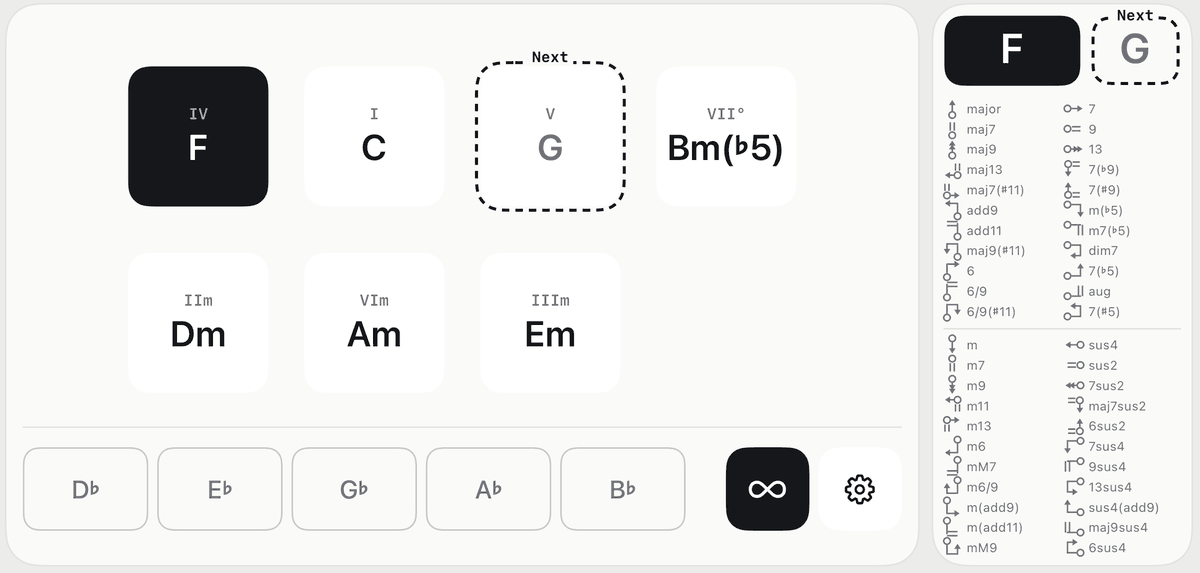 Next
IV
F
I
C
V
G
VII°
Bm(♭5)
IIm
Dm
VIm
Am
IIIm
Em
D♭
E♭
G♭
A♭
B♭
∞
F
Next
G
major
maj7
maj9
maj13
maj7(#11)
add9
add11
maj9(#11)
6
6/9
6/9(#11)
7
9
13
7(♭9)
7(#9)
m(♭5)
m7(♭5)
dim7
7(♭5)
aug
7(#5)
m
m7
m9
m11
m13
m6
mM7
m6/9
m(add9)
m(add11)
mM9
sus4
sus2
7sus2
maj7sus2
6sus2
7sus4
9sus4
13sus4
sus4(add9)
maj9sus4
6sus4